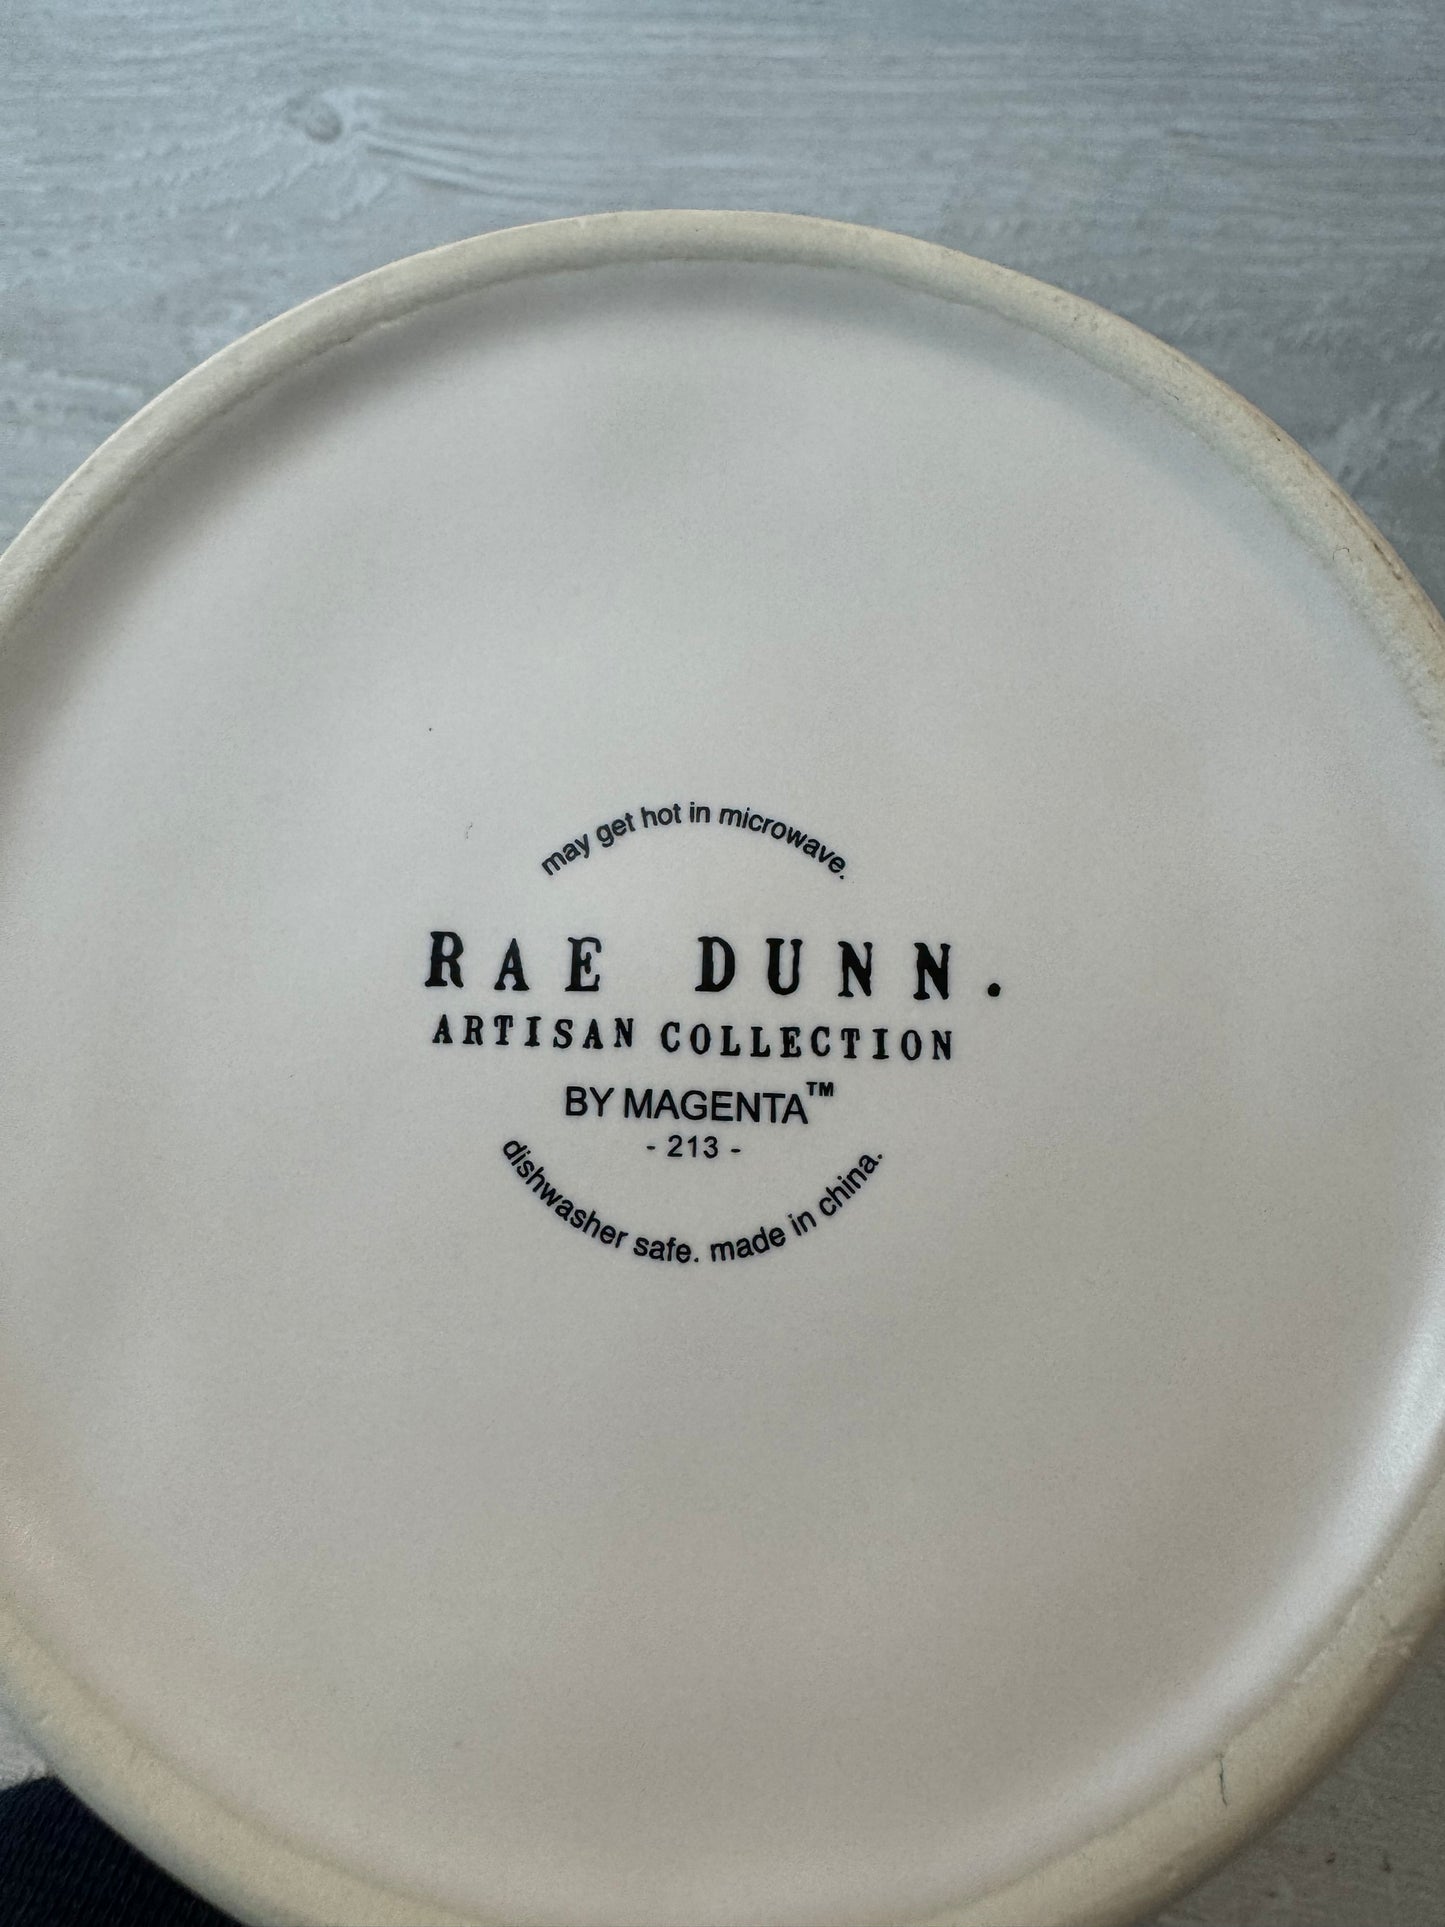 may get hot in microwave.
RAE DUNN.
ARTISAN COLLECTION
BY MAGENTA™
- 213 -
dishwasher safe. made in china.